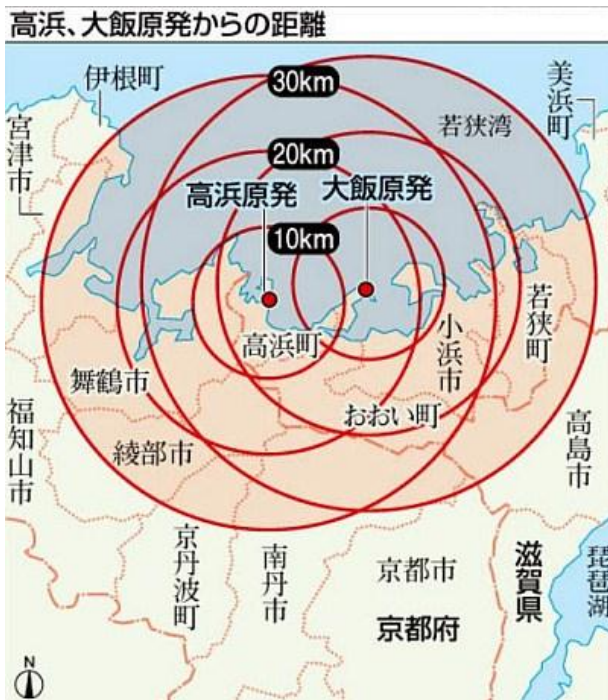 高浜、大飯原発からの距離
伊根町
30km
美浜町
宮津市
若狭湾
20km
高浜原発
大飯原発
10km
高浜町
小浜市
若狭町
舞鶴市
おおい町
福知山市
綾部市
高島市
京丹波町
南丹市
京都市
滋賀県
琵琶湖
京都府
N